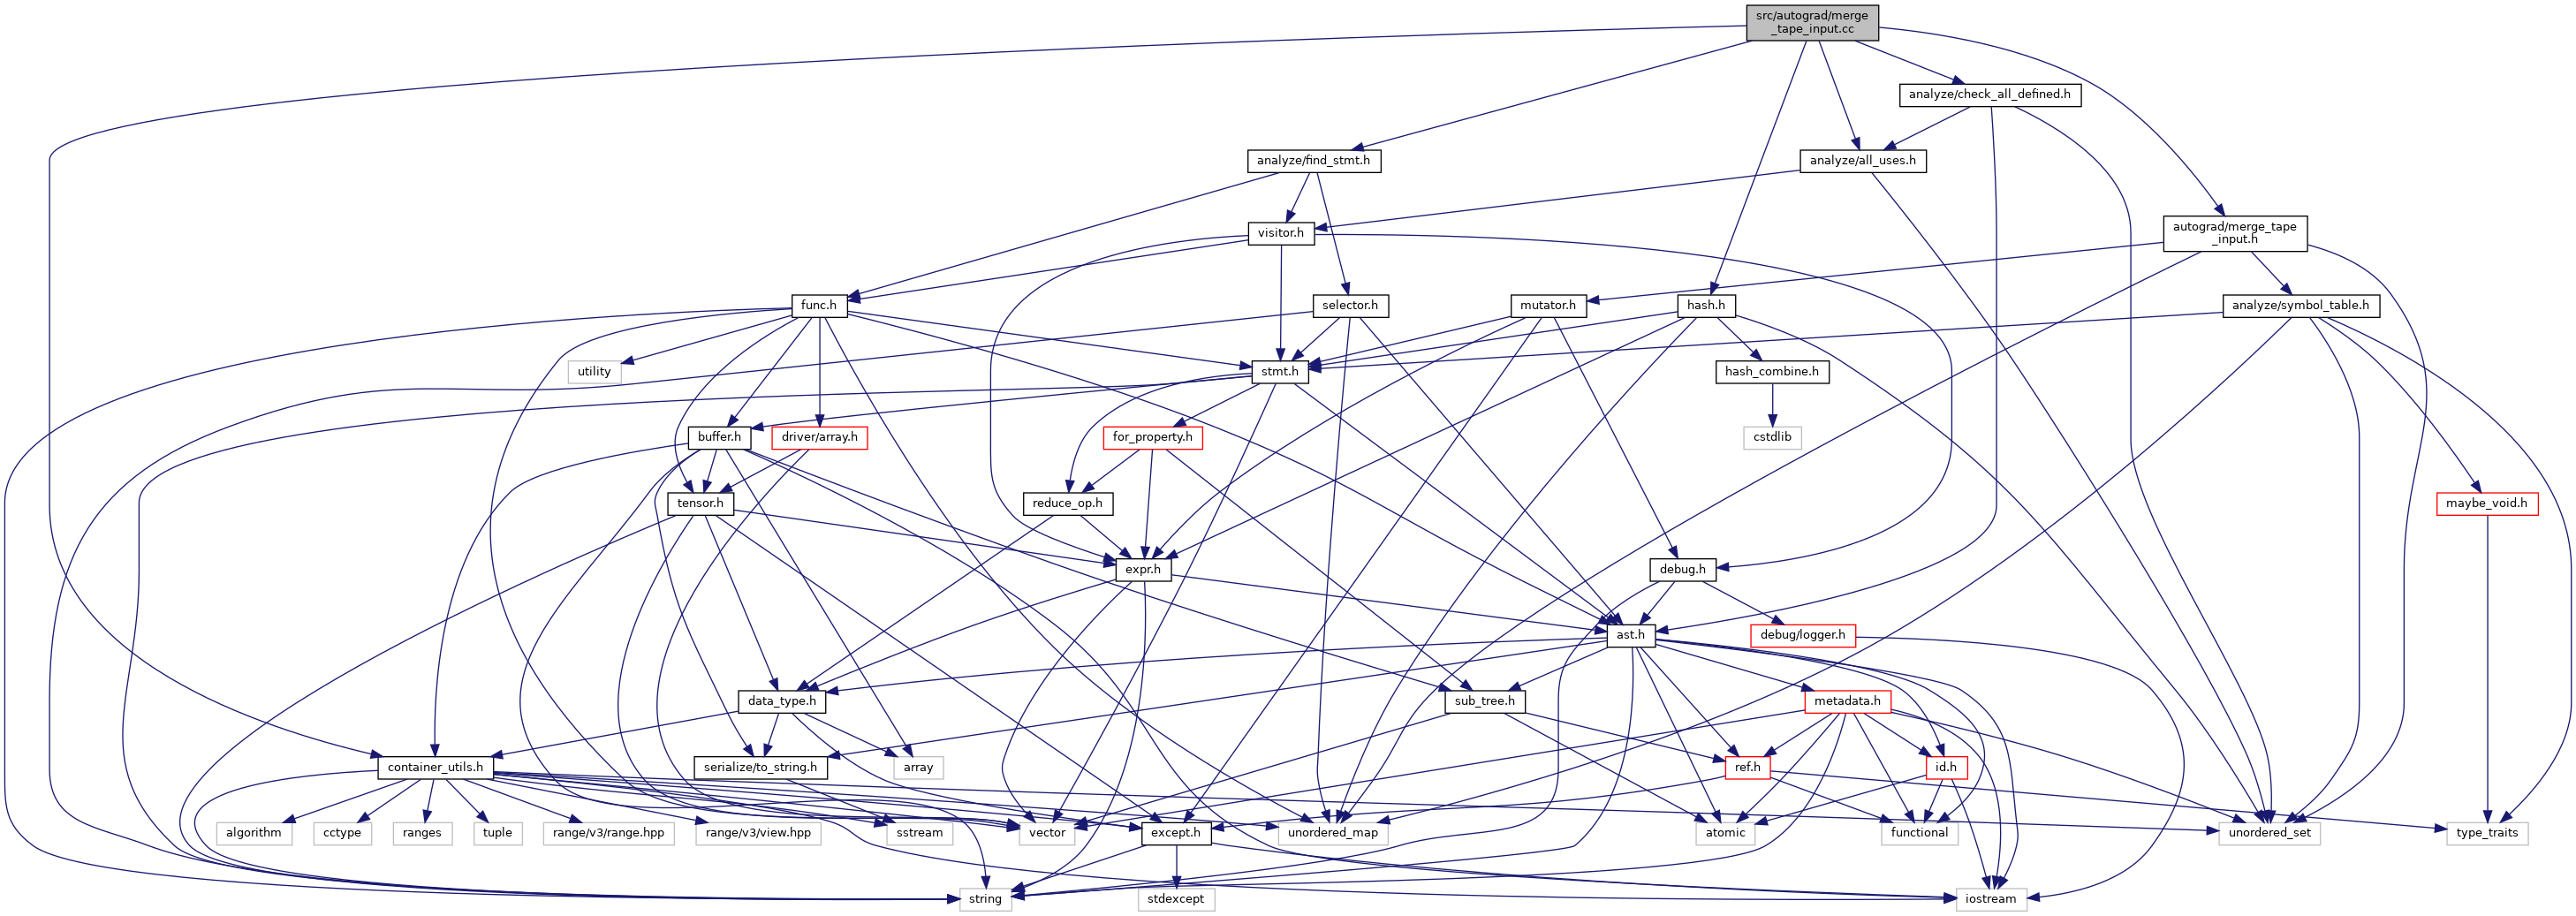 src/autograd/merge
_tape_input.cc
analyze/check_all_defined.h
analyze/find_stmt.h
analyze/all_uses.h
visitor.h
autograd/merge_tape
_input.h
func.h
selector.h
mutator.h
hash.h
analyze/symbol_table.h
utility
stmt.h
hash_combine.h
buffer.h
driver/array.h
for_property.h
cstdlib
tensor.h
reduce_op.h
maybe_void.h
expr.h
debug.h
ast.h
debug/logger.h
data_type.h
sub_tree.h
metadata.h
container_utils.h
serialize/to_string.h
array
ref.h
id.h
algorithm
cctype
ranges
tuple
range/v3/range.hpp
range/v3/view.hpp
sstream
vector
except.h
unordered_map
atomic
functional
unordered_set
type_traits
string
stdexcept
iostream